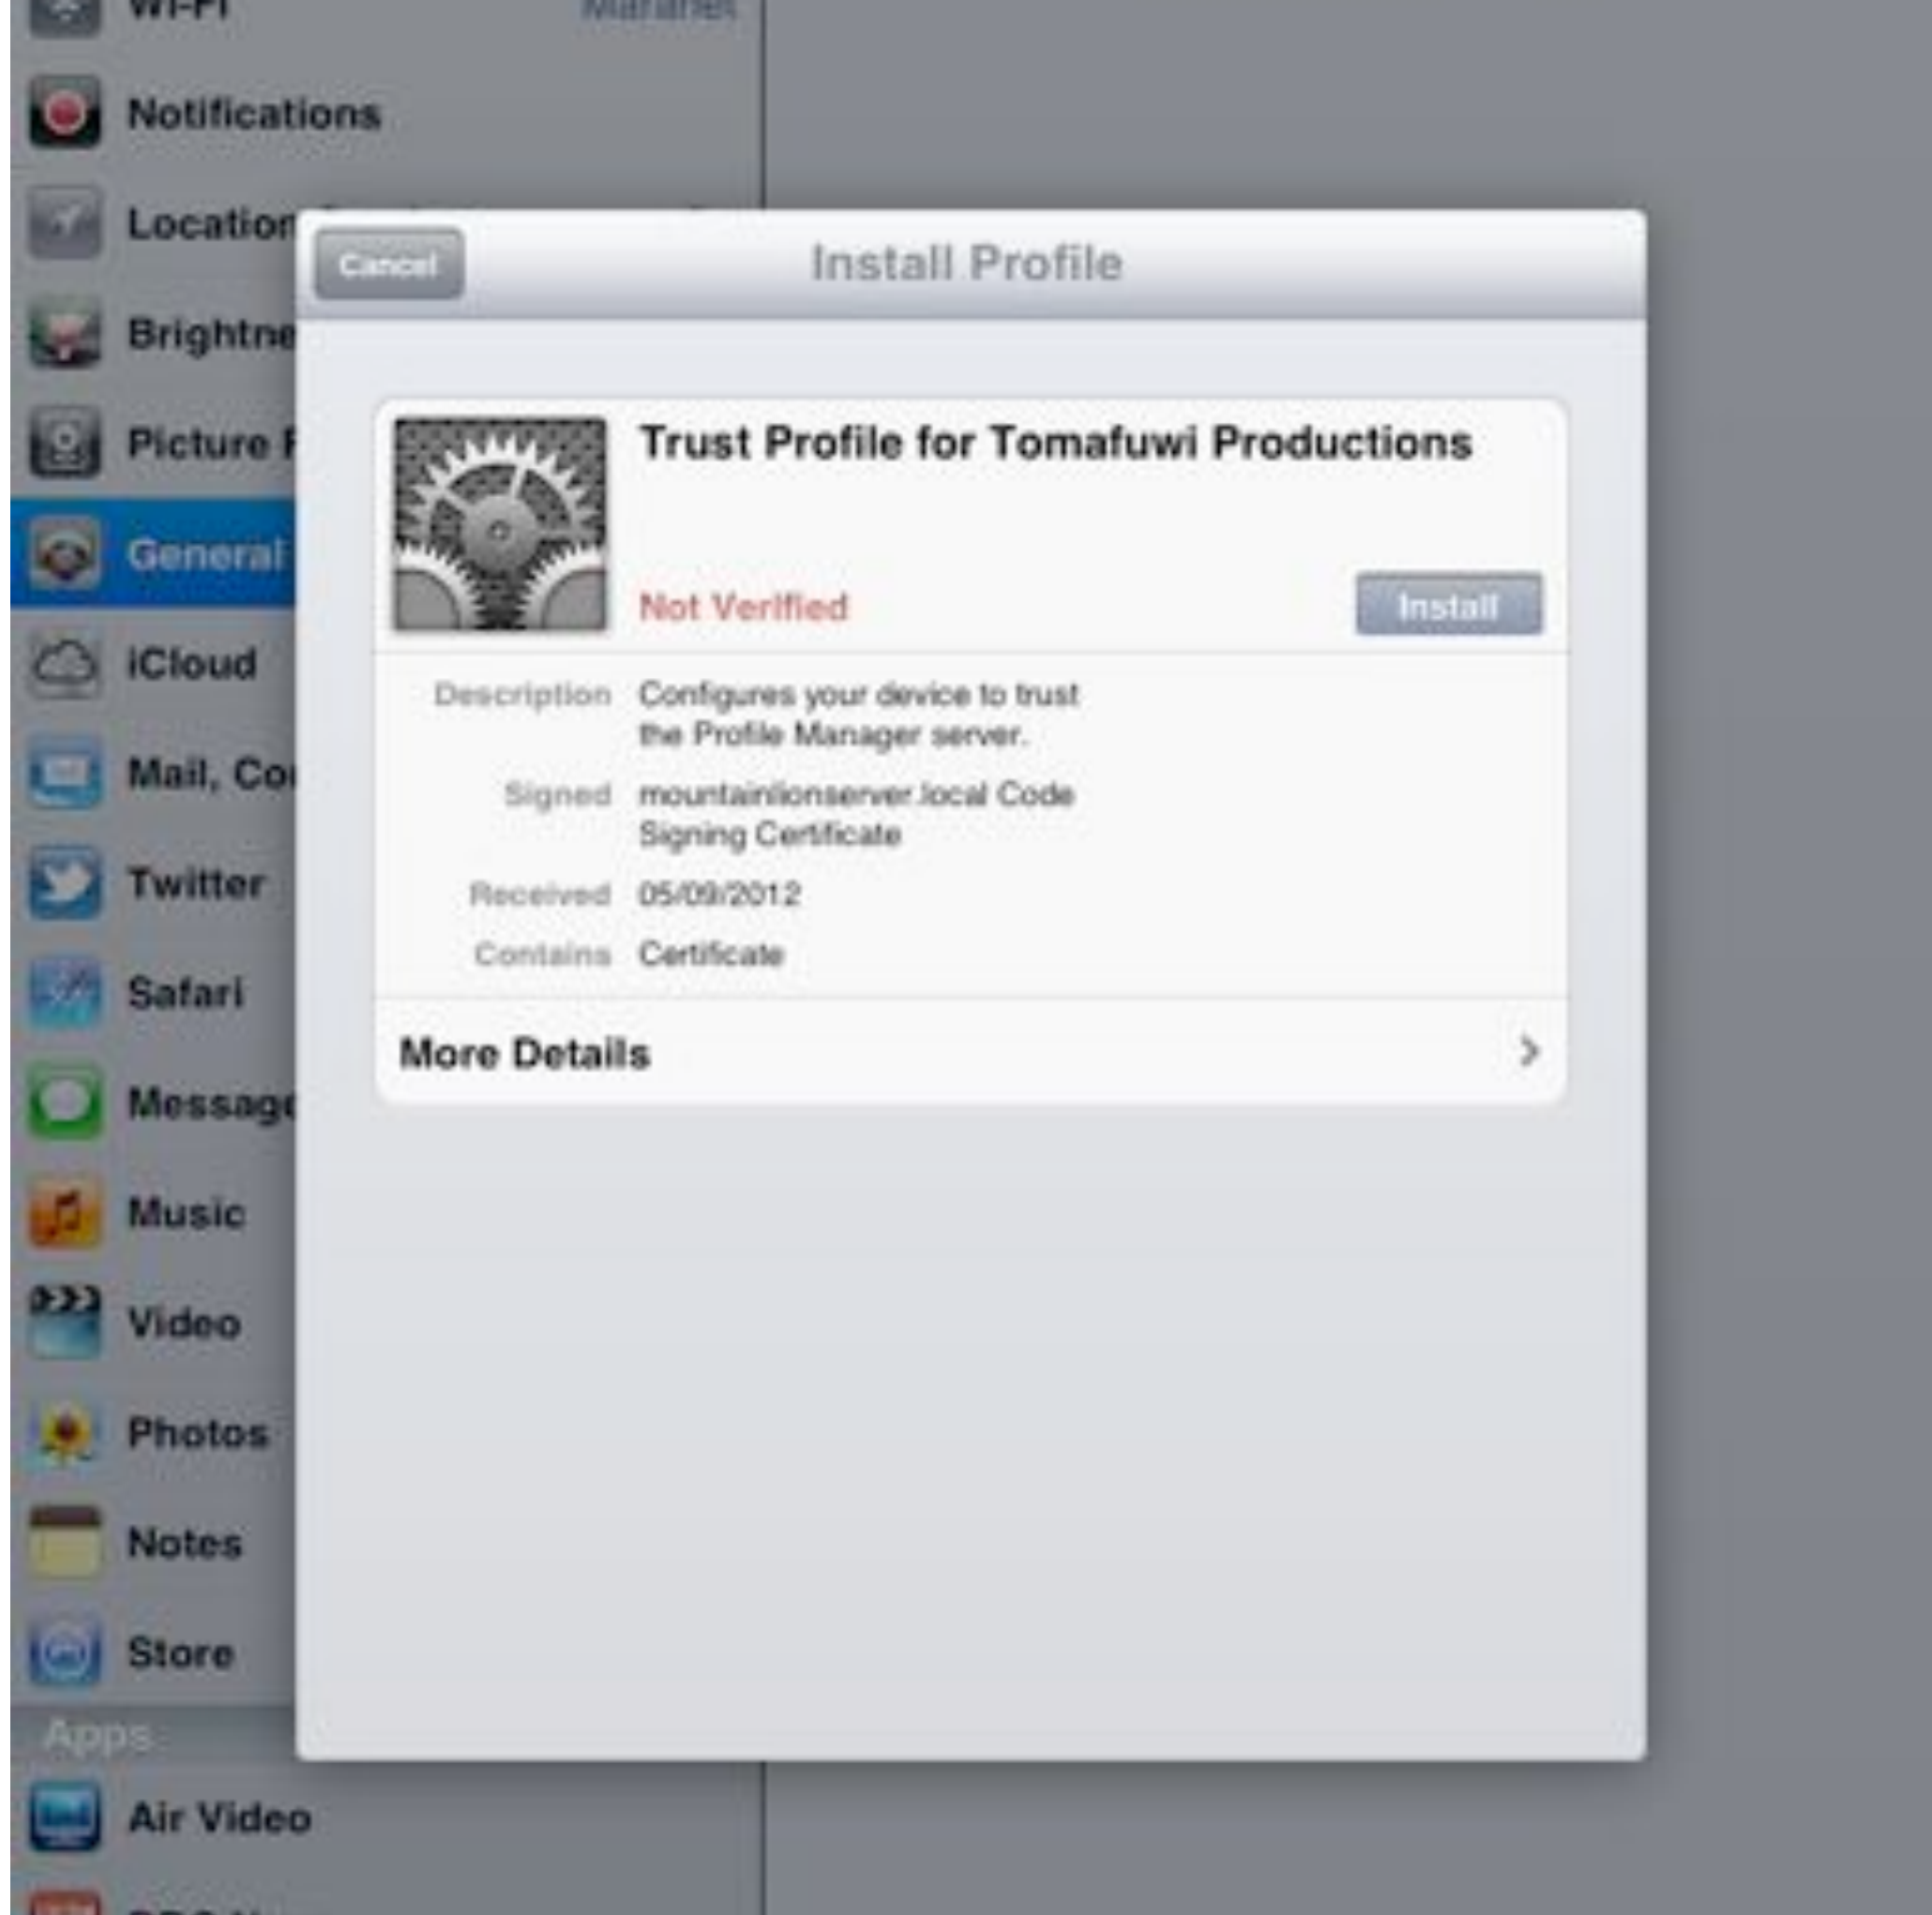 Wi-Fi
Notifications
Location
Brightne
Picture F
General
iCloud
Mail, Co
Twitter
Safari
Message
Music
Video
Photos
Notes
Store
Apps
Air Video
Cancel
Install Profile
Trust Profile for Tomafuwi Productions
Not Verified
Install
Description Configures your device to trust
the Profile Manager server.
Signed mountainlionserver.local Code
Signing Certificate
Received 05/09/2012
Contains Certificate
More Details